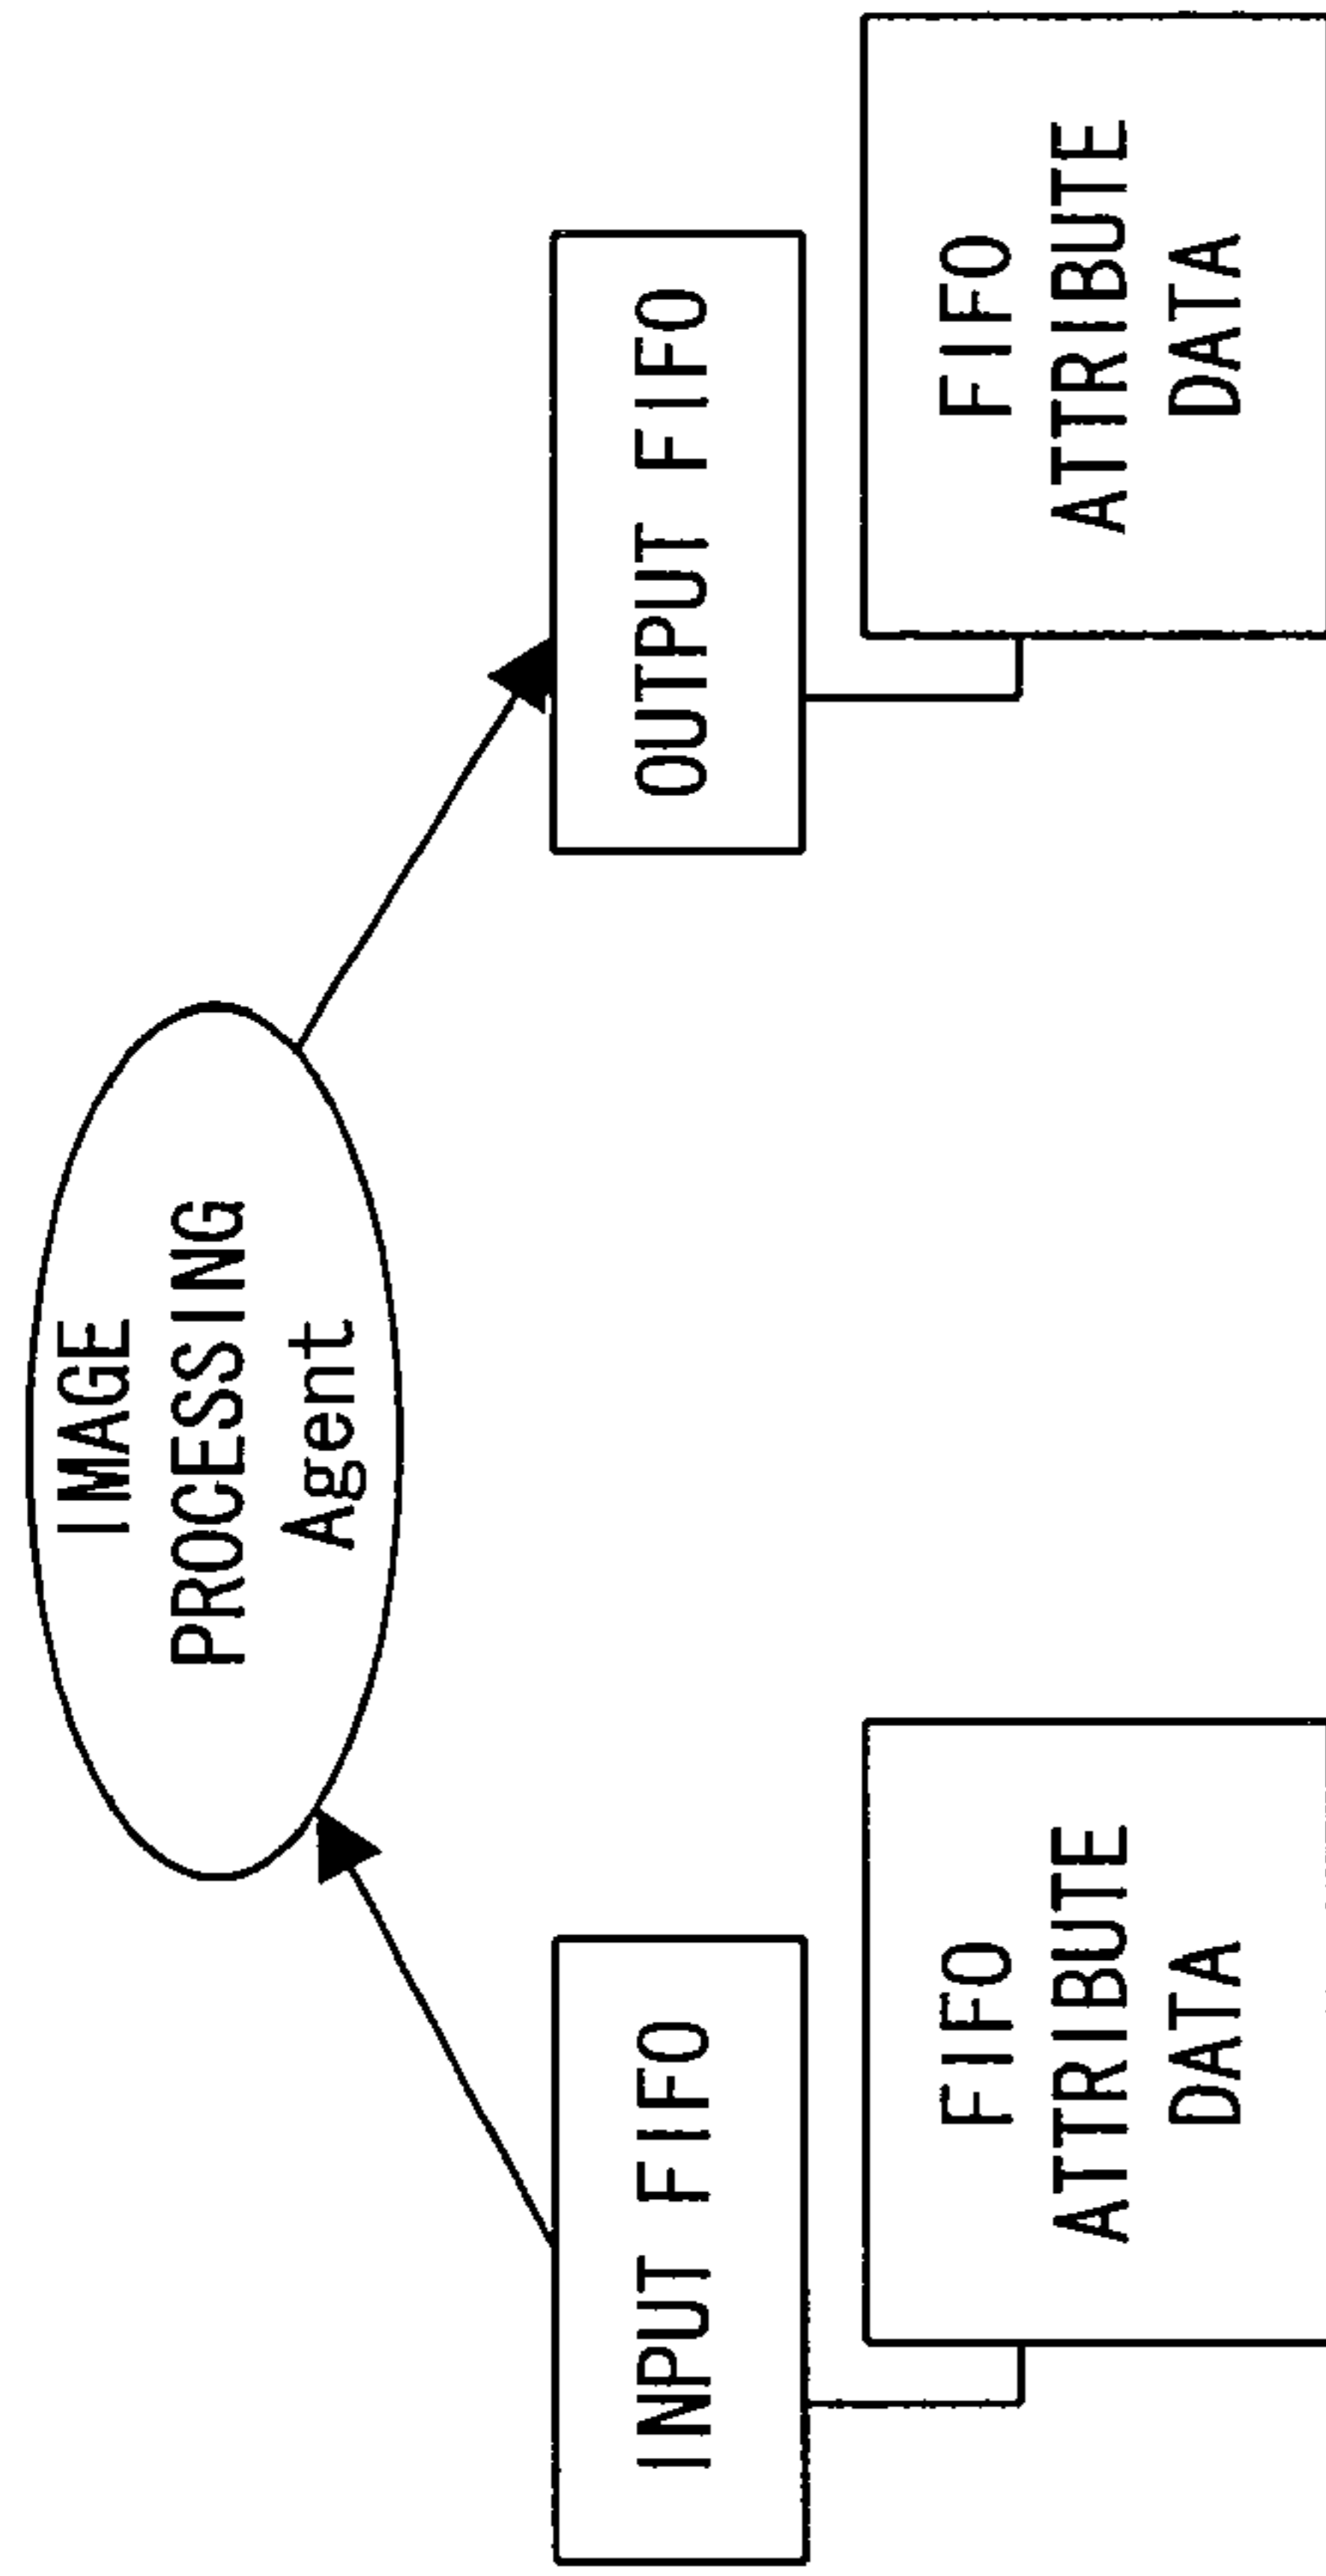 IMAGE
PROCESSING
Agent
INPUT FIFO
OUTPUT FIFO
FIFO
ATTRIBUTE
DATA
FIFO
ATTRIBUTE
DATA